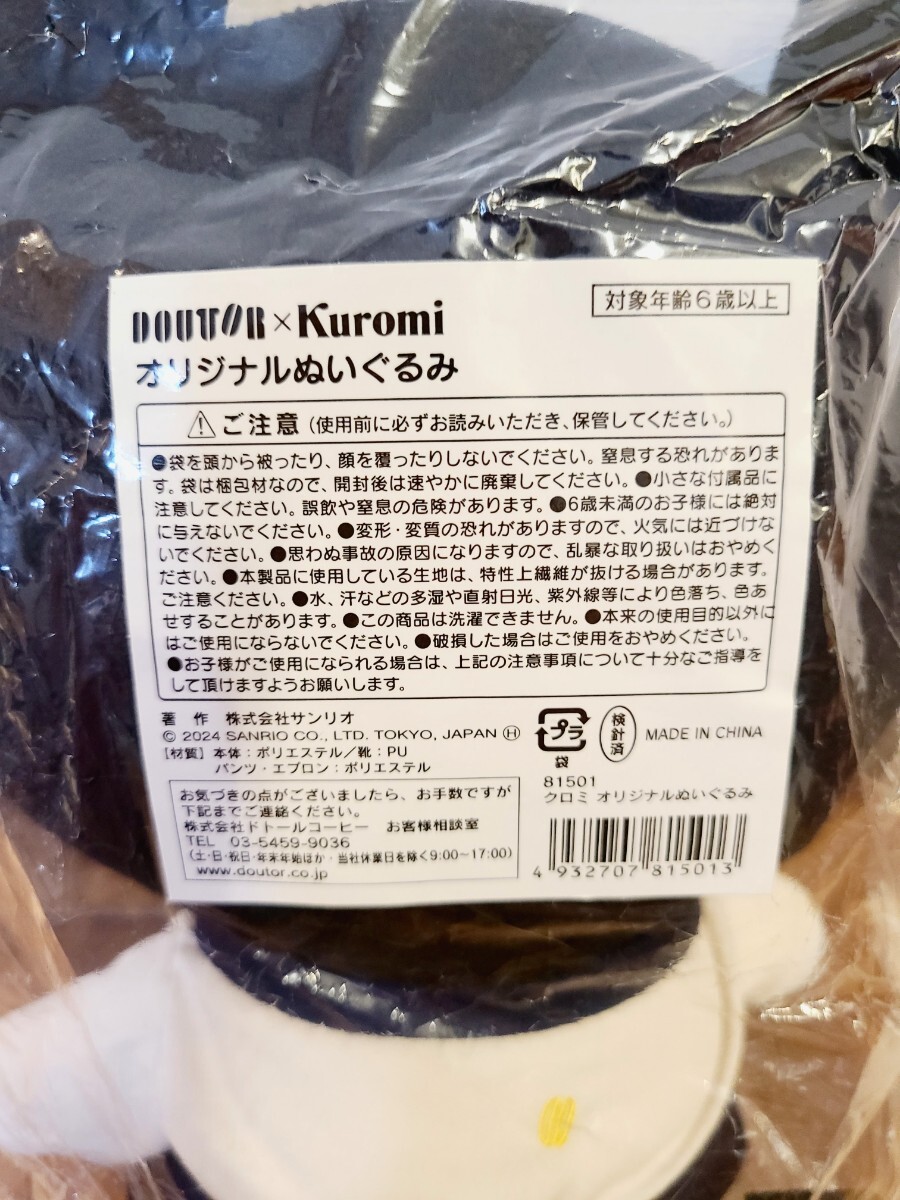 DOUTOR×Kuromi
対象年齢6歳以上
オリジナルぬいぐるみ
⚠ご注意(使用前に必ずお読みいただき、保管してください。)
●袋を頭から被ったり、顔を覆ったりしないでください。窒息する恐れがありま
す。袋は梱包材なので、開封後は速やかに廃棄してください。●小さな付属品に
注意してください。誤飲や窒息の危険があります。●6歳未満のお子様には絶対
に与えないでください。●変形・変質の恐れがありますので、火気には近づけな
いでください。●思わぬ事故の原因になりますので、乱暴な取り扱いはおやめく
ださい。●本製品に使用している生地は、特性上繊維が抜ける場合があります。
ご注意ください。●水、汗などの多湿や直射日光、紫外線等により色落ち、色あ
せすることがあります。●この商品は洗濯できません。●本来の使用目的以外に
はご使用にならないでください。●破損した場合はご使用をおやめください。
●お子様がご使用になられる場合は、上記の注意事項について十分なご指導を
して頂けますようお願いします。
著 作 株式会社サンリオ
© 2024 SANRIO CO., LTD. TOKYO, JAPAN Ⓗ
【材質】本体:ポリエステル/靴:PU
パンツ・エプロン:ポリエステル
プラ
袋
検針済
MADE IN CHINA
お気づきの点がございましたら、お手数ですが
下記までご連絡ください。
株式会社ドトールコーヒー お客様相談室
TEL 03-5459-9036
(土・日・祝日・年末年始ほか・当社休業日を除く9:00〜17:00)
www.doutor.co.jp
81501
クロミ オリジナルぬいぐるみ
4 932707 815013